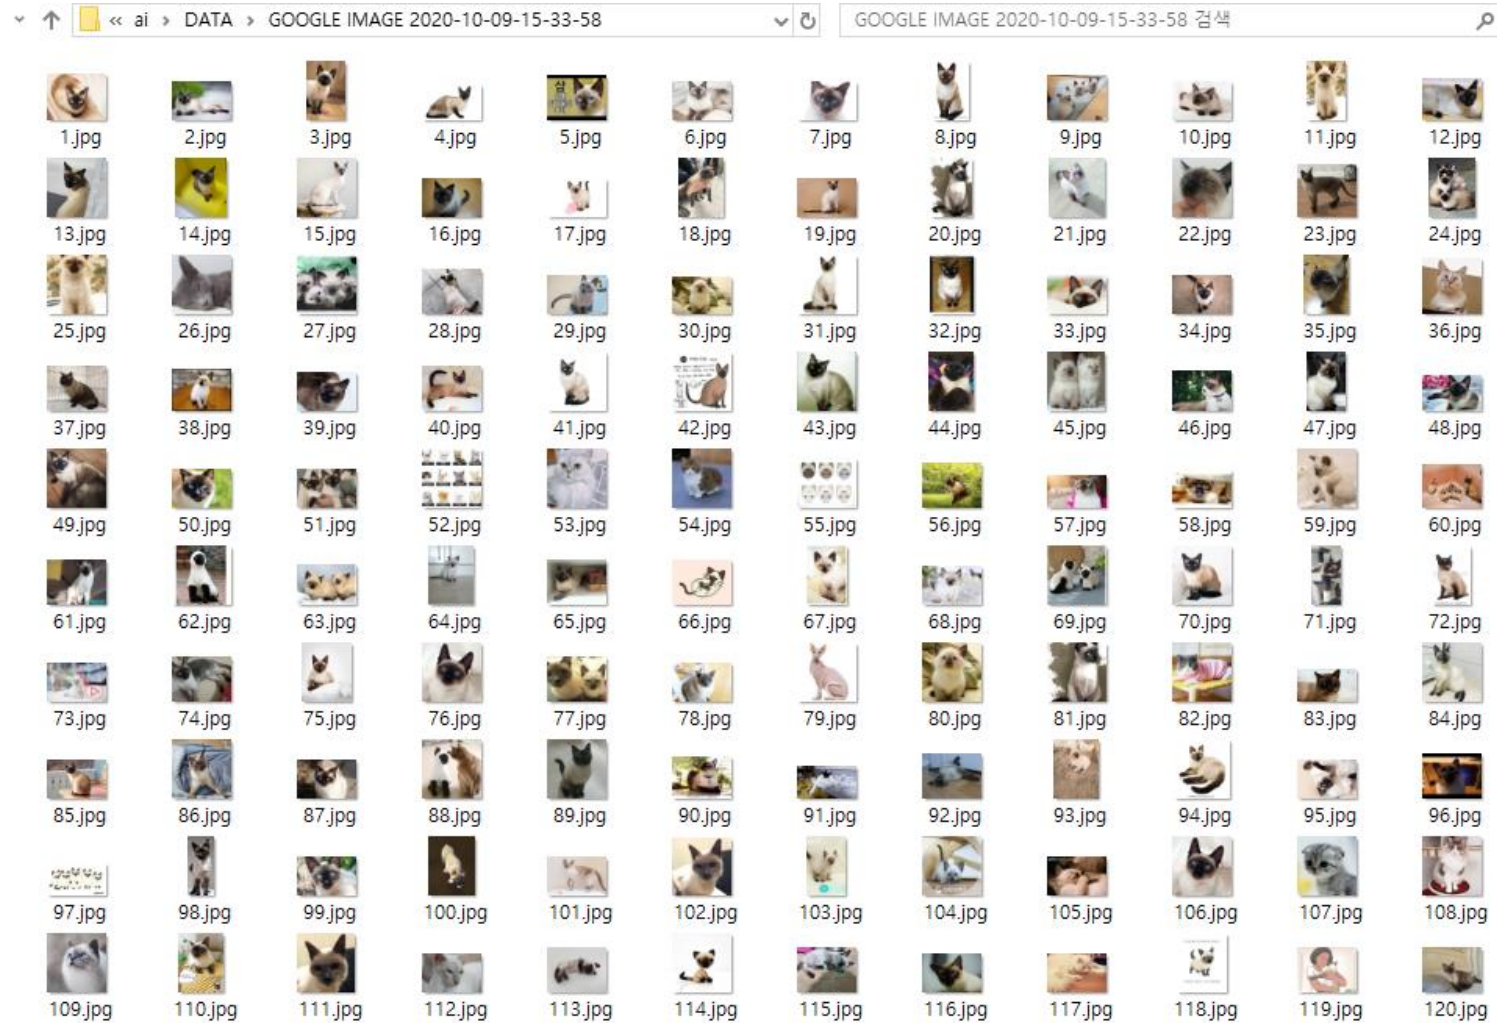 « ai › DATA › GOOGLE IMAGE 2020-10-09-15-33-58
GOOGLE IMAGE 2020-10-09-15-33-58 검색
1.jpg 2.jpg 3.jpg 4.jpg 5.jpg 6.jpg 7.jpg 8.jpg 9.jpg 10.jpg 11.jpg 12.jpg
13.jpg 14.jpg 15.jpg 16.jpg 17.jpg 18.jpg 19.jpg 20.jpg 21.jpg 22.jpg 23.jpg 24.jpg
25.jpg 26.jpg 27.jpg 28.jpg 29.jpg 30.jpg 31.jpg 32.jpg 33.jpg 34.jpg 35.jpg 36.jpg
37.jpg 38.jpg 39.jpg 40.jpg 41.jpg 42.jpg 43.jpg 44.jpg 45.jpg 46.jpg 47.jpg 48.jpg
49.jpg 50.jpg 51.jpg 52.jpg 53.jpg 54.jpg 55.jpg 56.jpg 57.jpg 58.jpg 59.jpg 60.jpg
61.jpg 62.jpg 63.jpg 64.jpg 65.jpg 66.jpg 67.jpg 68.jpg 69.jpg 70.jpg 71.jpg 72.jpg
73.jpg 74.jpg 75.jpg 76.jpg 77.jpg 78.jpg 79.jpg 80.jpg 81.jpg 82.jpg 83.jpg 84.jpg
85.jpg 86.jpg 87.jpg 88.jpg 89.jpg 90.jpg 91.jpg 92.jpg 93.jpg 94.jpg 95.jpg 96.jpg
97.jpg 98.jpg 99.jpg 100.jpg 101.jpg 102.jpg 103.jpg 104.jpg 105.jpg 106.jpg 107.jpg 108.jpg
109.jpg 110.jpg 111.jpg 112.jpg 113.jpg 114.jpg 115.jpg 116.jpg 117.jpg 118.jpg 119.jpg 120.jpg